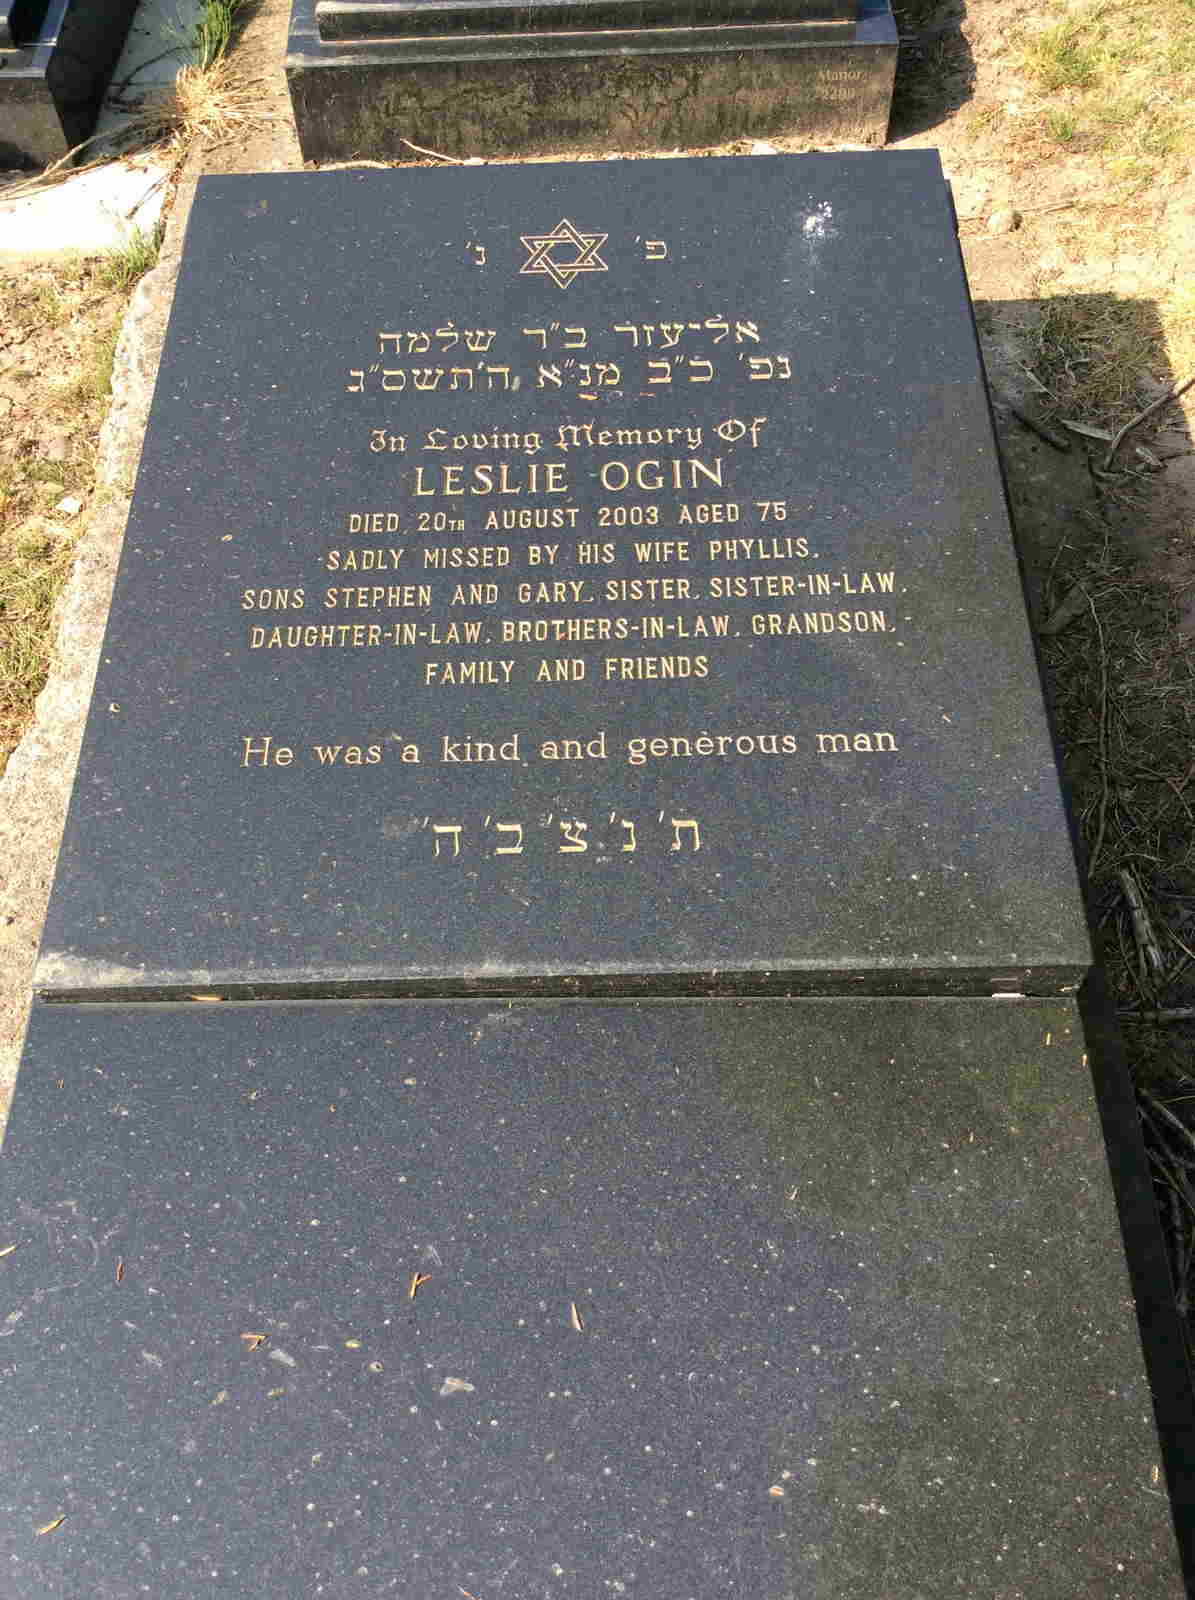 Manor
פ' נ'
אליעזר ב"ר שלמה
נפ' כ"ב מנ"א ה'תשס"ג
In Loving Memory Of
LESLIE OGIN
DIED 20TH AUGUST 2003 AGED 75
SADLY MISSED BY HIS WIFE PHYLLIS,
SONS STEPHEN AND GARY, SISTER, SISTER-IN-LAW,
DAUGHTER-IN-LAW, BROTHERS-IN-LAW, GRANDSON,
FAMILY AND FRIENDS
He was a kind and generous man
ת' נ' צ' ב' ה'